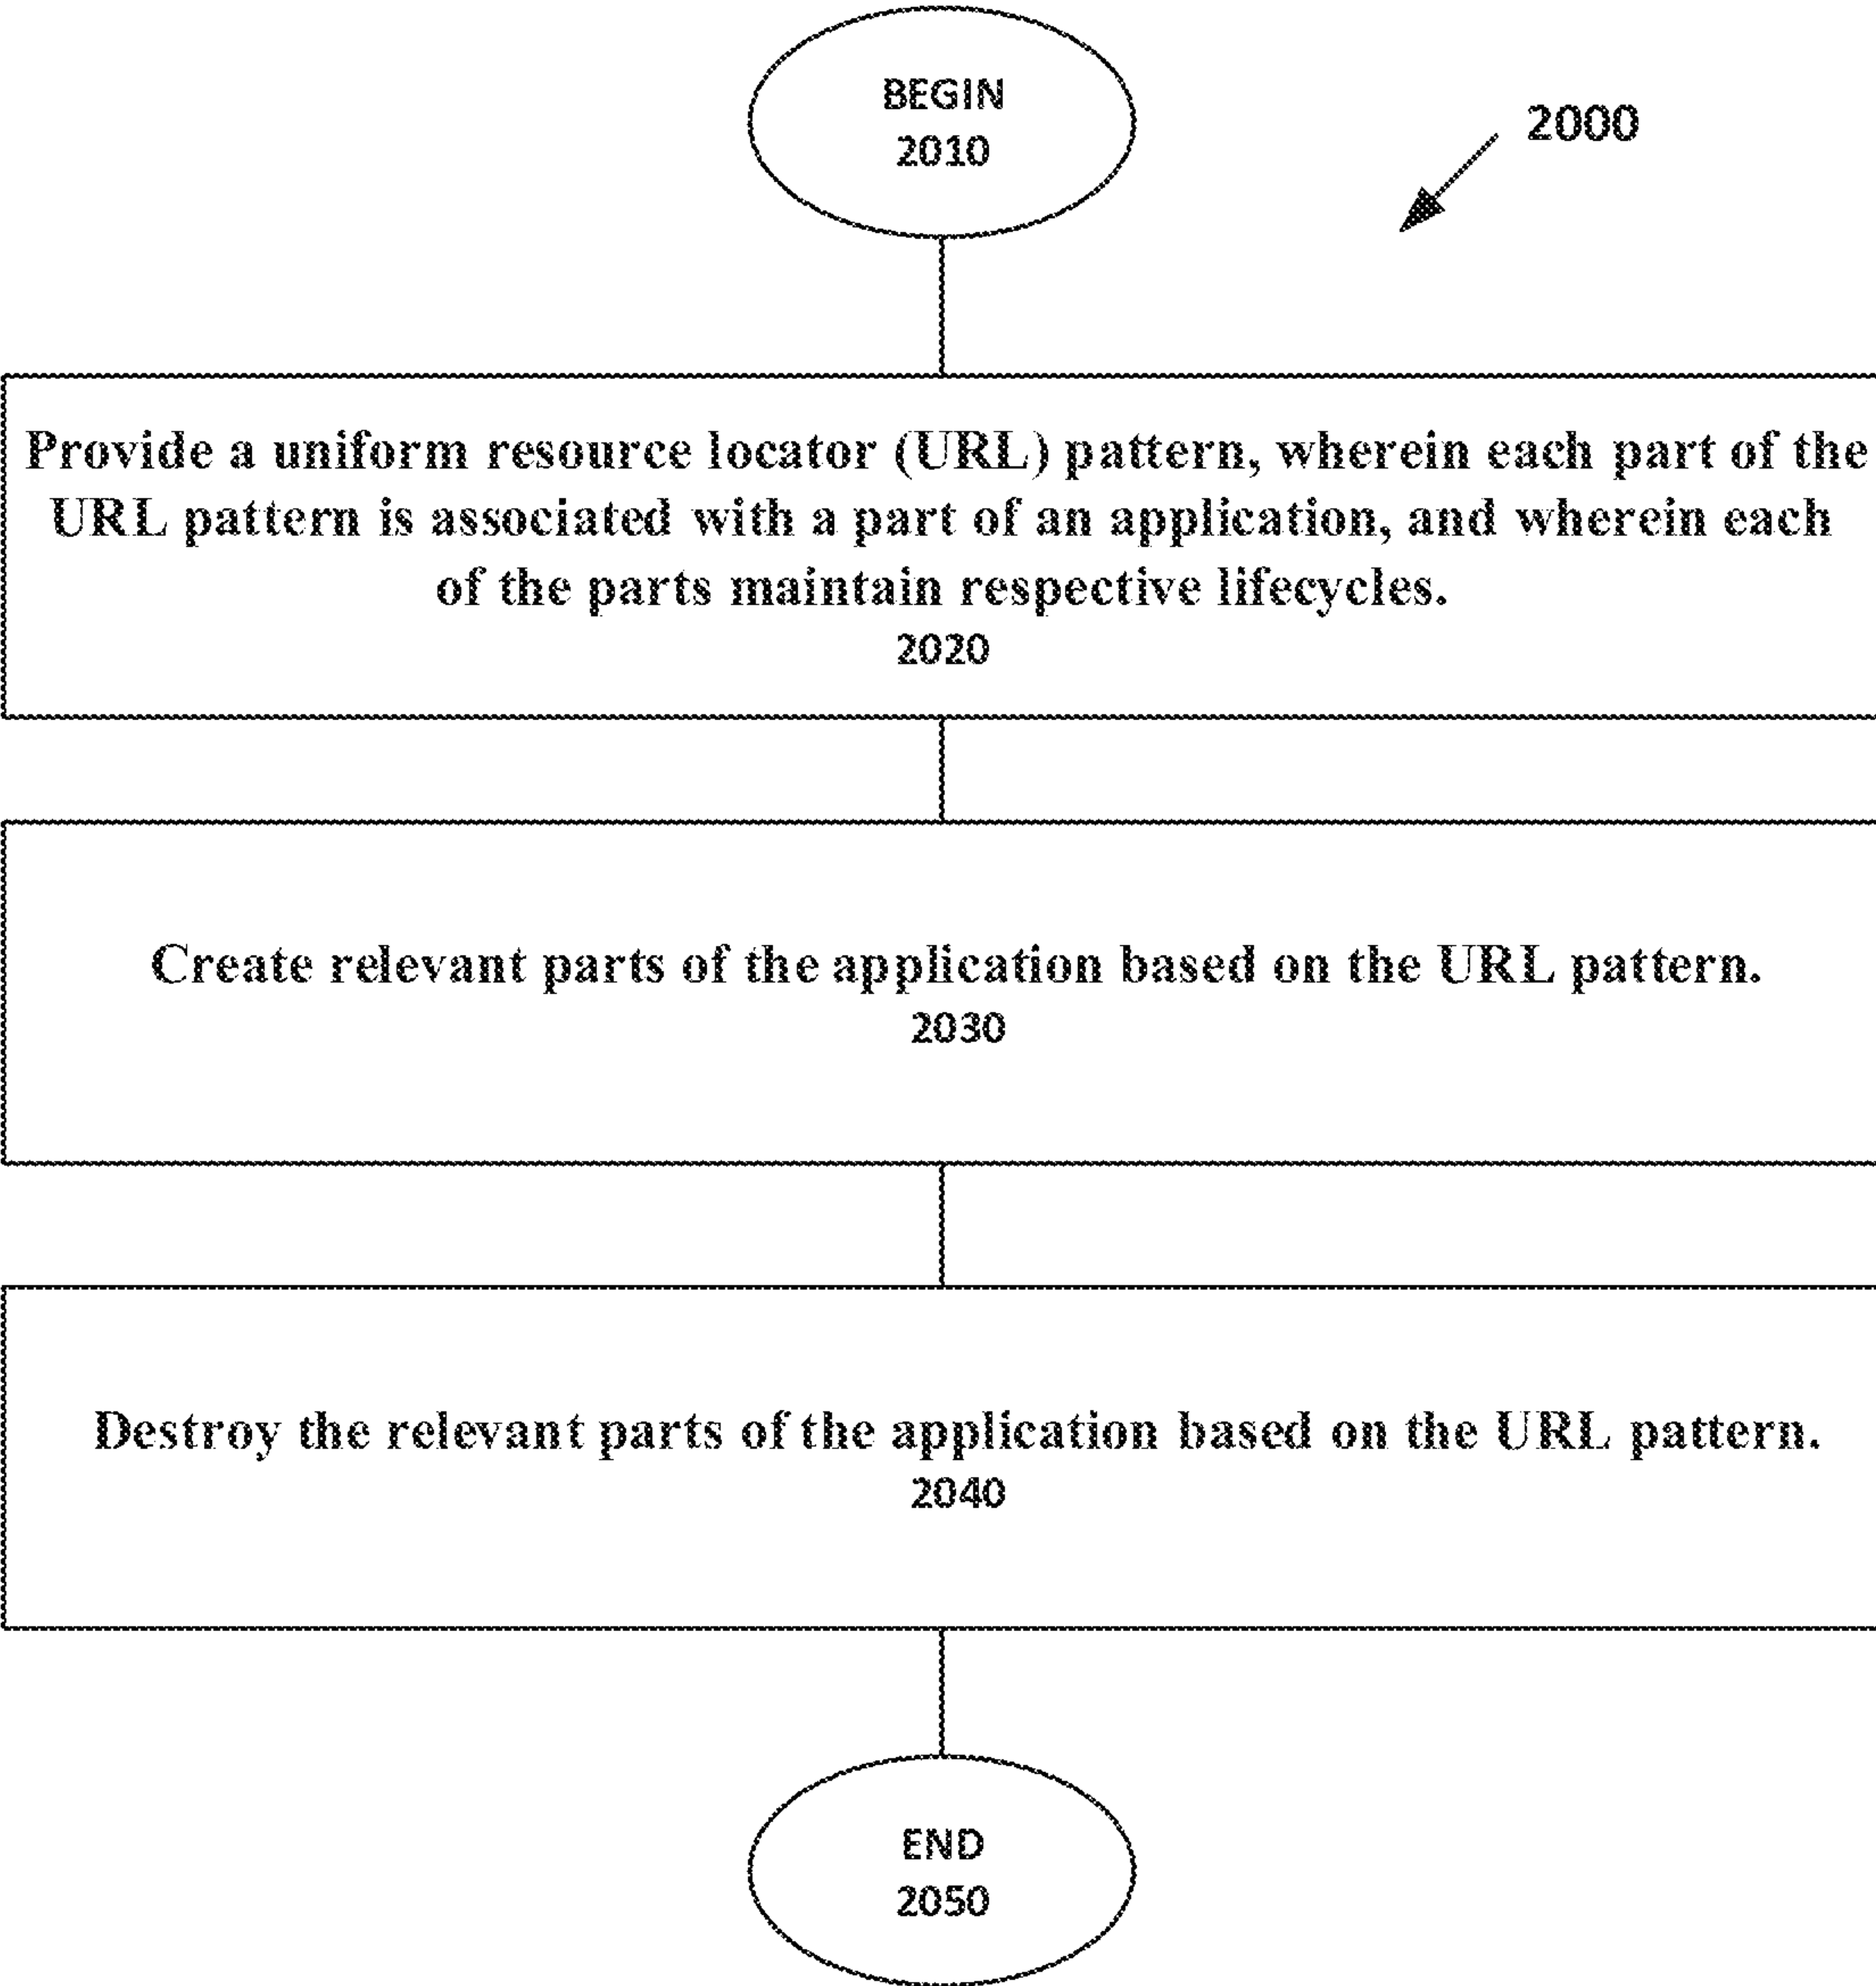 BEGIN
2010
2000
Provide a uniform resource locator (URL) pattern, wherein each part of the
URL pattern is associated with a part of an application, and wherein each
of the parts maintain respective lifecycles.
2020
Create relevant parts of the application based on the URL pattern.
2030
Destroy the relevant parts of the application based on the URL pattern.
2040
END
2050